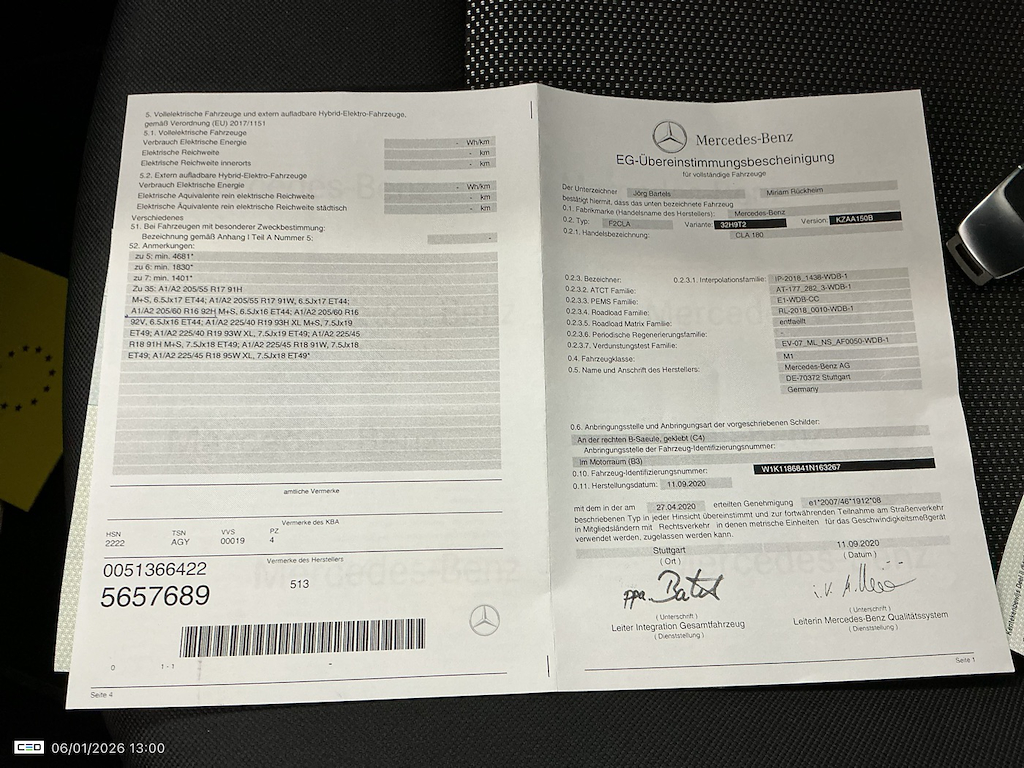 5. Vollelektrische Fahrzeuge und extern aufladbare Hybrid-Elektro-Fahrzeuge,
gemäß Verordnung (EU) 2017/1151
5.1. Vollelektrische Fahrzeuge
Verbrauch Elektrische Energie - Wh/km
Elektrische Reichweite - km
Elektrische Reichweite innerorts - km
5.2. Extern aufladbare Hybrid-Elektro-Fahrzeuge
Verbrauch Elektrische Energie - Wh/km
Elektrische Äquivalente rein elektrische Reichweite - km
Elektrische Äquivalente rein elektrische Reichweite städtisch - km
Verschiedenes
51. Bei Fahrzeugen mit besonderer Zweckbestimmung:
Bezeichnung gemäß Anhang I Teil A Nummer 5: -
52. Anmerkungen:
zu 5: min. 4681*
zu 6: min. 1830*
zu 7: min. 1401*
Zu 35: A1/A2 205/55 R17 91H
M+S, 6.5Jx17 ET44; A1/A2 205/55 R17 91W, 6.5Jx17 ET44;
A1/A2 205/60 R16 92H M+S, 6.5Jx16 ET44; A1/A2 205/60 R16
92V, 6.5Jx16 ET44; A1/A2 225/40 R19 93H XL M+S, 7.5Jx19
ET49; A1/A2 225/40 R19 93W XL, 7.5Jx19 ET49; A1/A2 225/45
R18 91H M+S, 7.5Jx18 ET49; A1/A2 225/45 R18 91W, 7.5Jx18
ET49; A1/A2 225/45 R18 95W XL, 7.5Jx18 ET49*
amtliche Vermerke
Vermerke des KBA
HSN TSN VVS PZ
2222 AGY 00019 4
Vermerke des Herstellers
0051366422 513
5657689
0 1 - 1 -
Seite 4
Mercedes-Benz
EG-Übereinstimmungsbescheinigung
für vollständige Fahrzeuge
Der Unterzeichner Jörg Bartels Miriam Rückheim
bestätigt hiermit, dass das unten bezeichnete Fahrzeug
0.1. Fabrikmarke (Handelsname des Herstellers): Mercedes-Benz
0.2. Typ: F2CLA Variante: 32H9T2 Version: KZAA150B
0.2.1. Handelsbezeichnung: CLA 180
0.2.3. Bezeichner: 0.2.3.1. Interpolationsfamilie: IP-2018_1438-WDB-1
0.2.3.2. ATCT Familie: AT-177_282_3-WDB-1
0.2.3.3. PEMS Familie: E1-WDB-CC
0.2.3.4. Roadload Familie: RL-2018_0010-WDB-1
0.2.3.5. Roadload Matrix Familie: entfaellt
0.2.3.6. Periodische Regenerierungsfamilie: -
0.2.3.7. Verdunstungstest Familie: EV-07_ML_NS_AF0050-WDB-1
0.4. Fahrzeugklasse: M1
0.5. Name und Anschrift des Herstellers: Mercedes-Benz AG
DE-70372 Stuttgart
Germany
0.6. Anbringungsstelle und Anbringungsart der vorgeschriebenen Schilder:
An der rechten B-Saeule, geklebt (C4)
Anbringungsstelle der Fahrzeug-Identifizierungsnummer:
Im Motorraum (B3)
0.10. Fahrzeug-Identifizierungsnummer: W1K1186841N163267
0.11. Herstellungsdatum: 11.09.2020
mit dem in der am 27.04.2020 erteilten Genehmigung e1*2007/46*1912*08
beschriebenen Typ in jeder Hinsicht übereinstimmt und zur fortwährenden Teilnahme am Straßenverkehr
in Mitgliedsländern mit Rechtsverkehr in denen metrische Einheiten für das Geschwindigkeitsmeßgerät
verwendet werden, zugelassen werden kann.
Stuttgart 11.09.2020
( Ort ) ( Datum )
ppa.
( Unterschrift ) ( Unterschrift )
Leiter Integration Gesamtfahrzeug Leiterin Mercedes-Benz Qualitätssystem
( Dienststellung ) ( Dienststellung )
Seite 1
06/01/2026 13:00